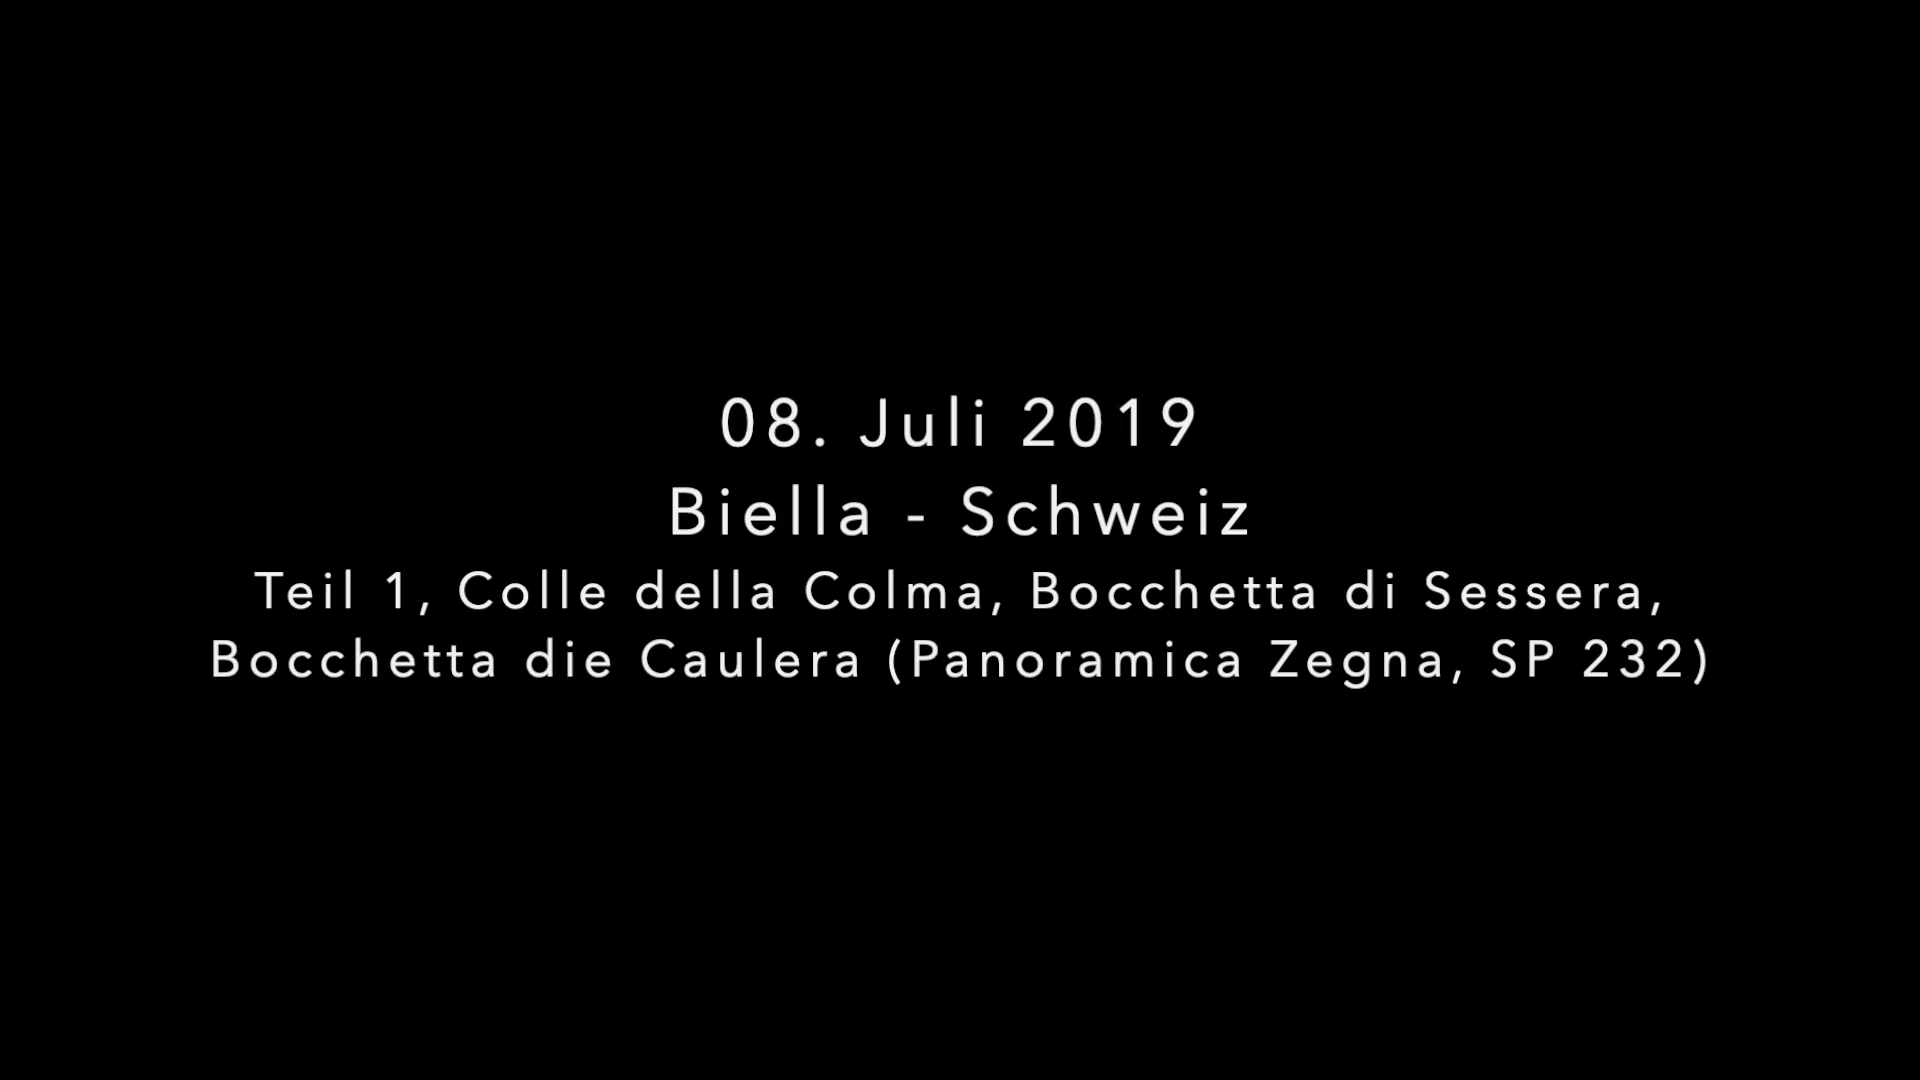 08. Juli 2019
Biella - Schweiz
Teil 1, Colle della Colma, Bocchetta di Sessera,
Bocchetta die Caulera (Panoramica Zegna, SP 232)